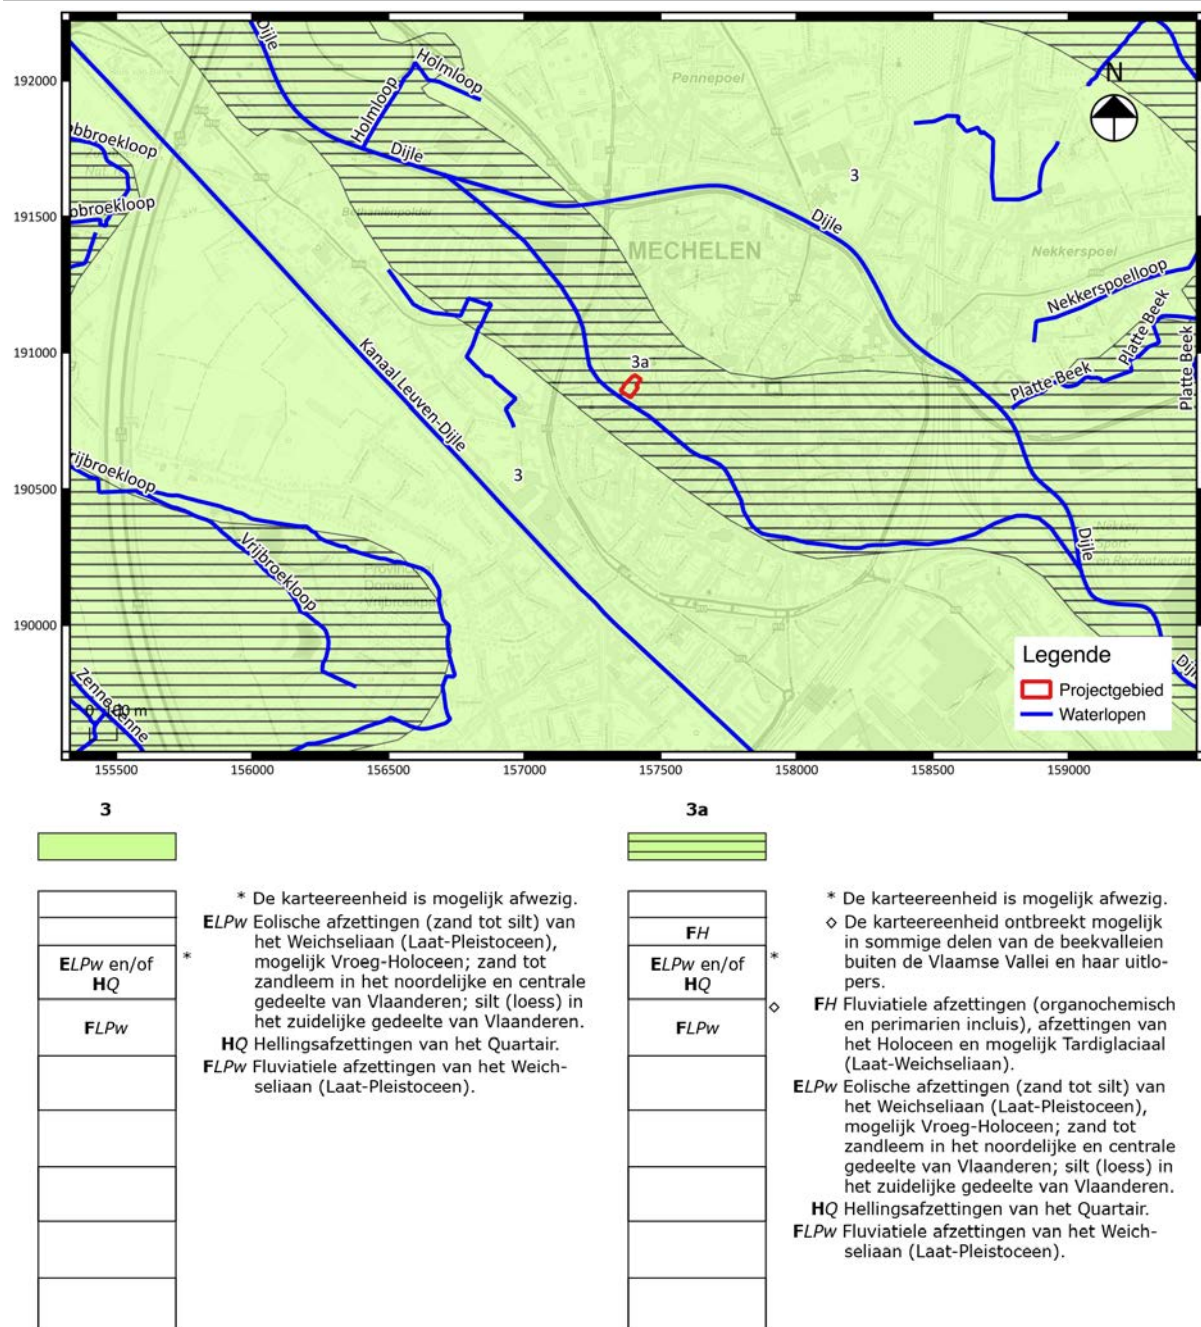 192000
191500
191000
190500
190000
155500
156000
156500
157000
157500
158000
158500
159000
Dijle
Holmloop
Holmloop
Pennepoel
N
obbroekloop
Dijle
3
obbroekloop
Dijle
MECHELEN
Nekkerspoel
Nekkerspoelloop
Platte Beek
3a
Platte Beek
Platte Beek
Kanaal Leuven-Dijle
rijbroekloop
3
Vrijbroekloop
Dijle
Provinciaal
Domein
Zenne
Zenne
0 100 m
Dijle
Legende
Projectgebied
Waterlopen
3
* De karteereenheid is mogelijk afwezig.
ELPw Eolische afzettingen (zand tot silt) van
het Weichseliaan (Laat-Pleistoceen),
mogelijk Vroeg-Holoceen; zand tot
zandleem in het noordelijke en centrale
gedeelte van Vlaanderen; silt (loess) in
het zuidelijke gedeelte van Vlaanderen.
HQ Hellingsafzettingen van het Quartair.
FLPw Fluviatiele afzettingen van het Weich-
seliaan (Laat-Pleistoceen).
ELPw en/of
HQ
*
FLPw
3a
* De karteereenheid is mogelijk afwezig.
◊ De karteereenheid ontbreekt mogelijk
in sommige delen van de beekvalleien
buiten de Vlaamse Vallei en haar uitlo-
pers.
FH Fluviatiele afzettingen (organochemisch
en perimarien incluis), afzettingen van
het Holoceen en mogelijk Tardiglaciaal
(Laat-Weichseliaan).
ELPw Eolische afzettingen (zand tot silt) van
het Weichseliaan (Laat-Pleistoceen),
mogelijk Vroeg-Holoceen; zand tot
zandleem in het noordelijke en centrale
gedeelte van Vlaanderen; silt (loess) in
het zuidelijke gedeelte van Vlaanderen.
HQ Hellingsafzettingen van het Quartair.
FLPw Fluviatiele afzettingen van het Weich-
seliaan (Laat-Pleistoceen).
FH
ELPw en/of
HQ
*
FLPw
◊